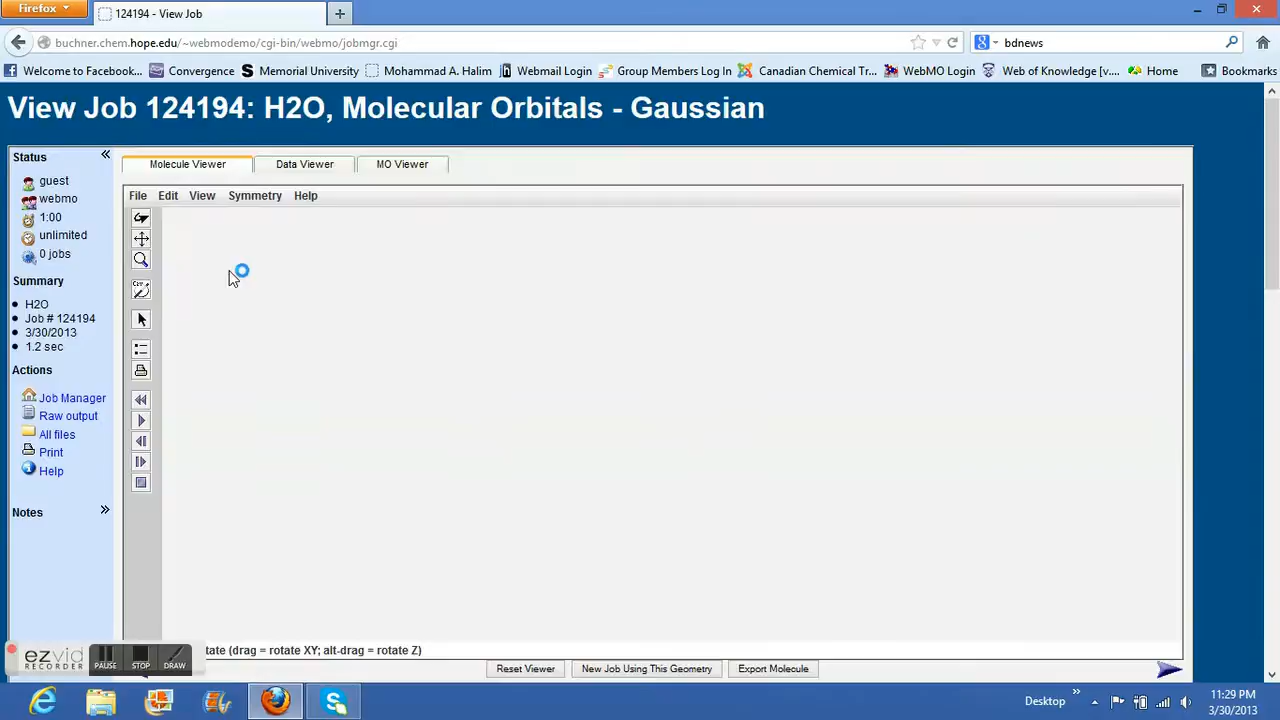 Firefox
124194 - View Job
buchner.chem.hope.edu/~webmodemo/cgi-bin/webmo/jobmgr.cgi
bdnews
Welcome to Facebook... Convergence Memorial University Mohammad A. Halim Webmail Login Group Members Log In Canadian Chemical Tr... WebMO Login Web of Knowledge [v.... Home Bookmarks
View Job 124194: H2O, Molecular Orbitals - Gaussian
Status
guest
webmo
1:00
unlimited
0 jobs
Summary
H2O
Job # 124194
3/30/2013
1.2 sec
Actions
Job Manager
Raw output
All files
Print
Help
Notes
Molecule Viewer Data Viewer MO Viewer
File Edit View Symmetry Help
tate (drag = rotate XY; alt-drag = rotate Z)
Reset Viewer New Job Using This Geometry Export Molecule
ezvid
RECORDER
PAUSE STOP DRAW
Desktop
11:29 PM
3/30/2013